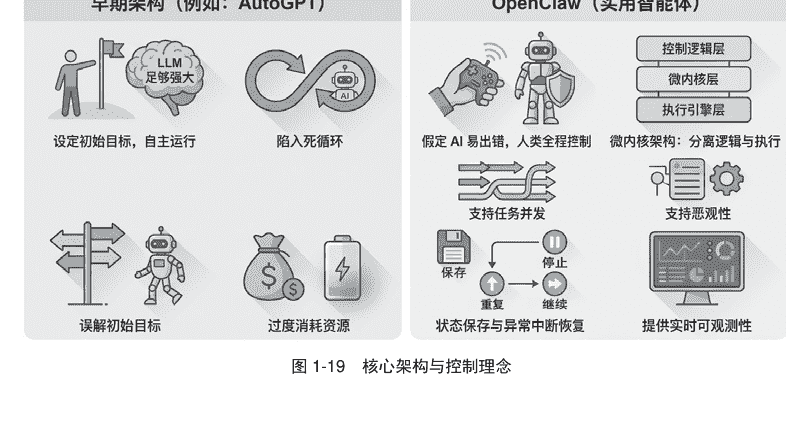 早期架构（例如：AutoGPT）
LLM
足够强大
AI
设定初始目标，自主运行
陷入死循环
$
$
误解初始目标
过度消耗资源
OpenClaw（实用智能体）
控制逻辑层
微内核层
执行引擎层
假定 AI 易出错，人类全程控制
微内核架构：分离逻辑与执行
支持任务并发
支持恶观性
保存
停止
重复
继续
状态保存与异常中断恢复
提供实时可观测性
图 1-19 核心架构与控制理念